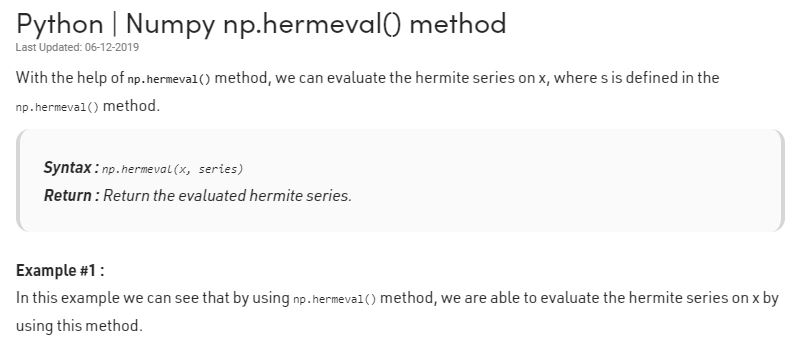 Python | Numpy np.hermeval() method
Last Updated: 06-12-2019
With the help of np.hermeval() method, we can evaluate the hermite series on x, where s is defined in the
np.hermeval() method.
Syntax : np.hermeval(x, series)
Return : Return the evaluated hermite series.
Example #1 :
In this example we can see that by using np.hermeval() method, we are able to evaluate the hermite series on x by
using this method.